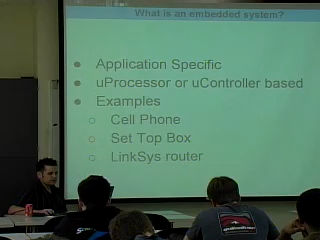 What is an embedded system?
Application Specific
uProcessor or uController based
Examples
Cell Phone
Set Top Box
LinkSys router